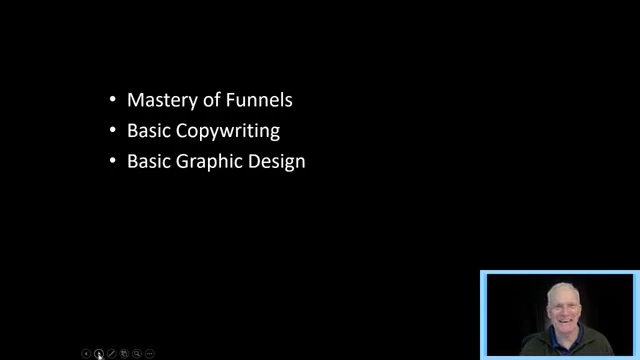 • Mastery of Funnels
• Basic Copywriting
• Basic Graphic Design